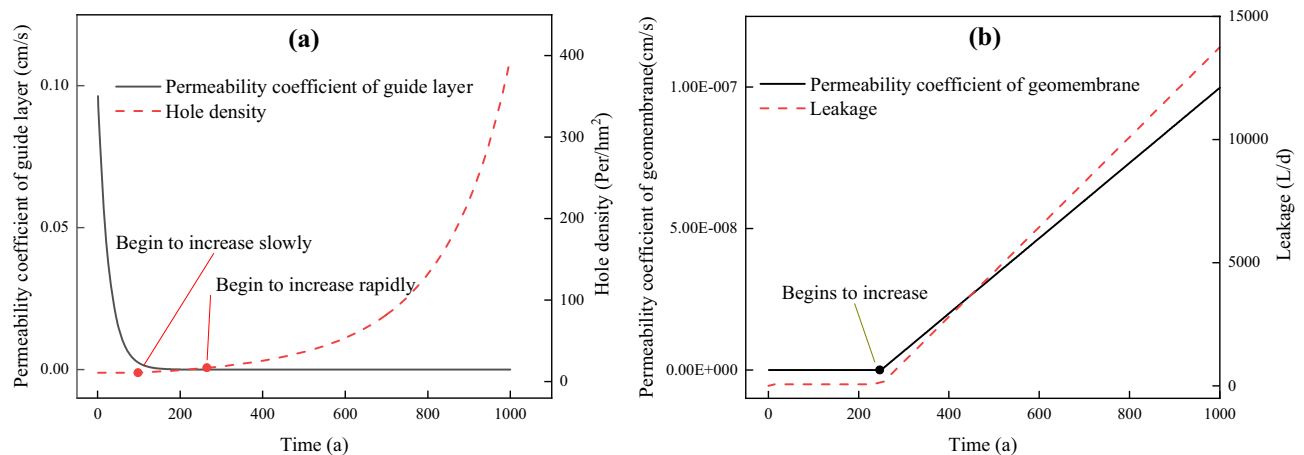 (a)
Permeability coefficient of guide layer (cm/s)
0.10
0.05
0.00
Permeability coefficient of guide layer
Hole density
Begin to increase slowly
Begin to increase rapidly
400
300
200
100
0
Hole density (Per/hm²)
0 200 400 600 800 1000
Time (a)
(b)
Permeability coefficient of geomembrane(cm/s)
1.00E-007
5.00E-008
0.00E+000
Permeability coefficient of geomembrane
Leakage
Begins to increase
15000
10000
5000
0
Leakage (L/d)
0 200 400 600 800 1000
Time (a)